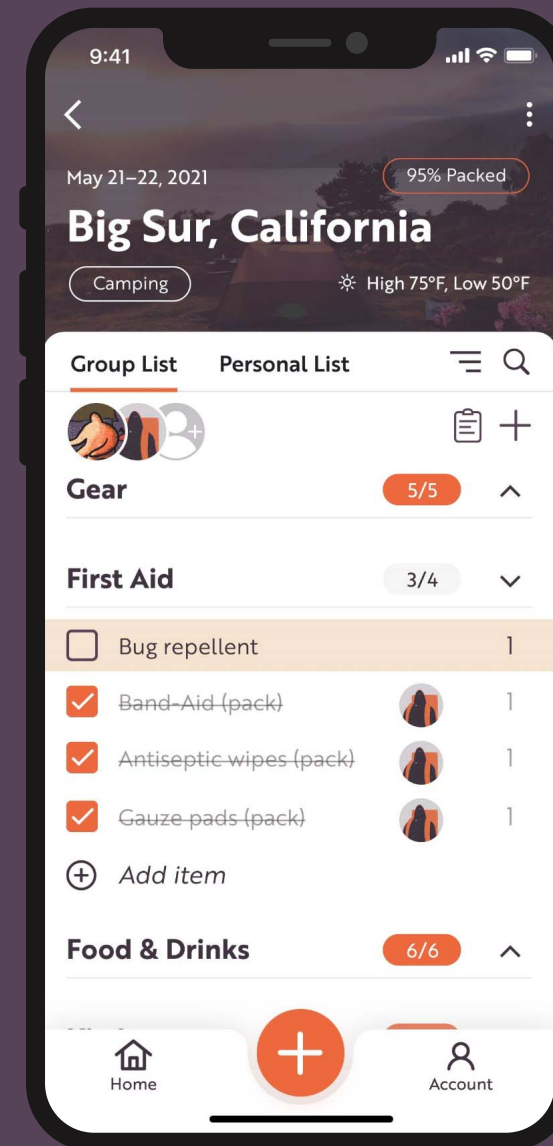 9:41
May 21–22, 2021
95% Packed
Big Sur, California
Camping
High 75°F, Low 50°F
Group List Personal List
Gear 5/5
First Aid 3/4
Bug repellent 1
Band-Aid (pack) 1
Antiseptic wipes (pack) 1
Gauze pads (pack) 1
Add item
Food & Drinks 6/6
Home
Account